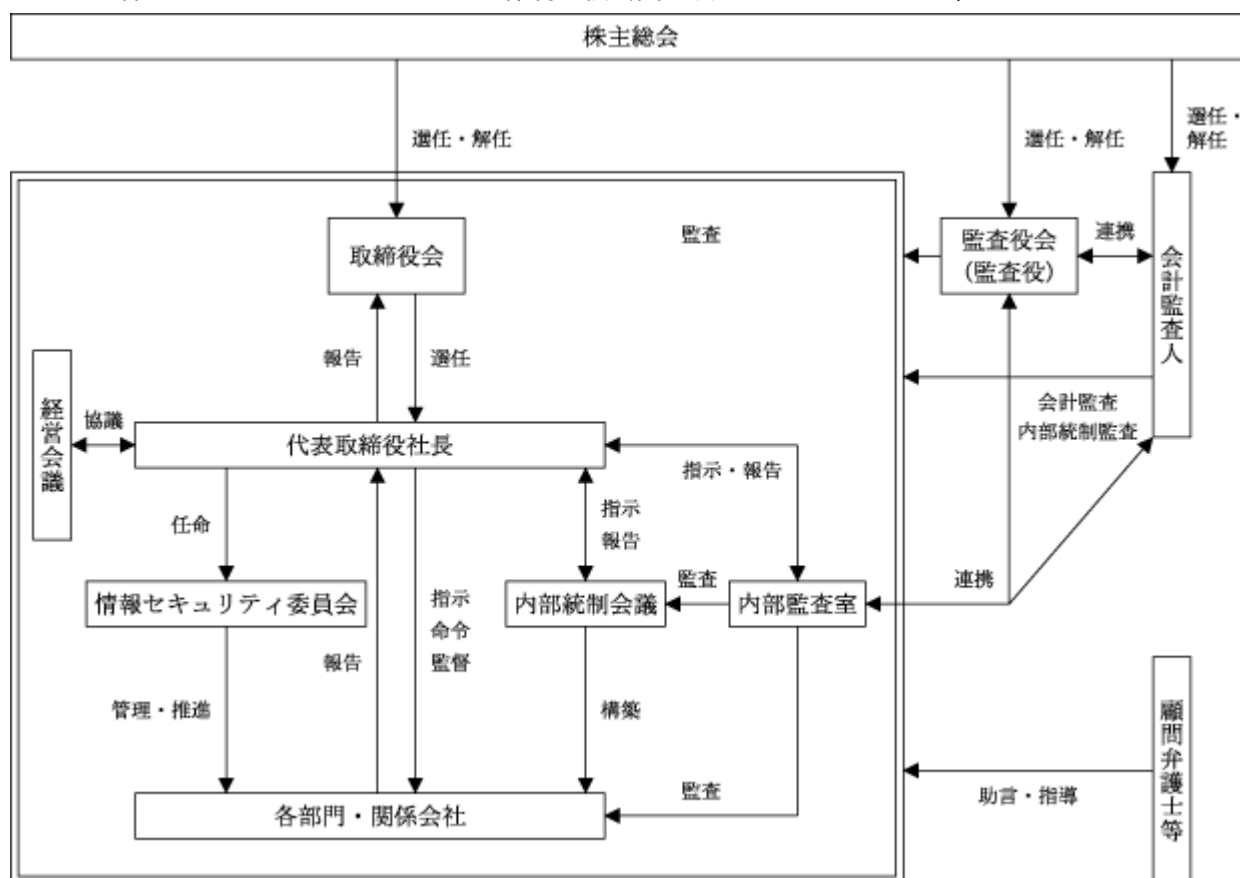 株主総会
選任・解任
選任・解任
選任・
解任
取締役会
監査
監査役会
(監査役)
連携
会計監査人
報告
選任
経営会議
協議
代表取締役社長
会計監査
内部統制監査
指示・報告
任命
指示
報告
情報セキュリティ委員会
指示
命令
監督
内部統制会議
監査
内部監査室
連携
報告
管理・推進
構築
顧問弁護士等
各部門・関係会社
監査
助言・指導